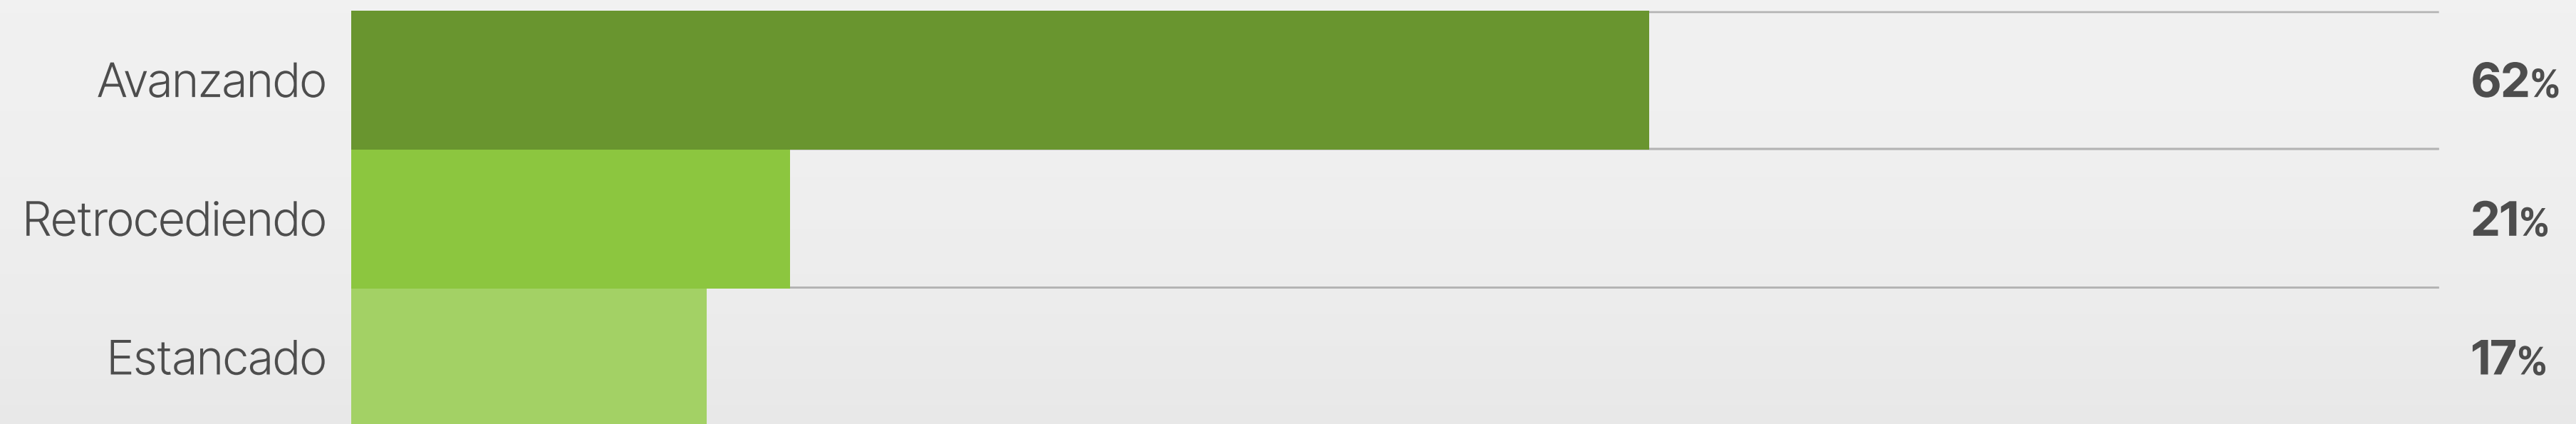 Avanzando 62%
Retrocediendo 21%
Estancado 17%